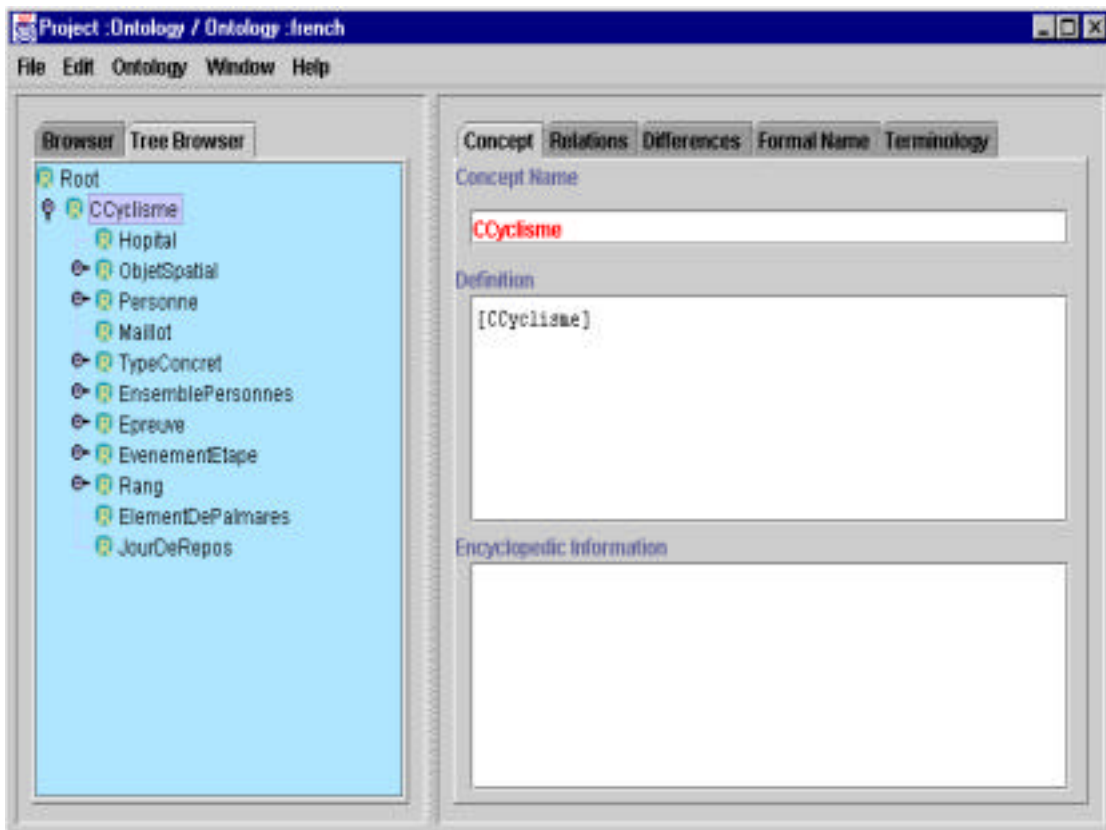 Project :Ontology / Ontology :french
File Edit Ontology Window Help
Browser Tree Browser
Root
CCyclisme
Hopital
ObjetSpatial
Personne
Maillot
TypeConcret
EnsemblePersonnes
Epreuve
EvenementEtape
Rang
ElementDePalmares
JourDeRepos
Concept Relations Differences Formal Name Terminology
Concept Name
CCyclisme
Definition
[CCyclisme]
Encyclopedic Information